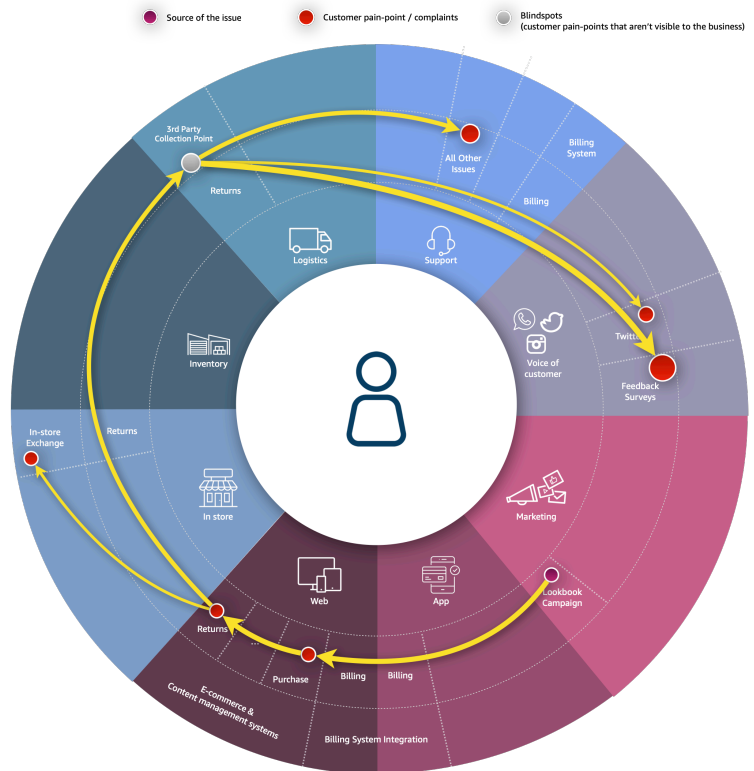 Source of the issue
Customer pain-point / complaints
Blindspots
(customer pain-points that aren't visible to the business)
3rd Party
Collection Point
Returns
Logistics
All Other
Issues
Billing
System
Billing
Support
Inventory
Voice of
customer
Feedback
Surveys
In-store
Exchange
Returns
In store
Marketing
Lookbook
Campaign
Web
App
Returns
...
Purchase
Billing
Billing
E-commerce &
Content management systems
Billing System Integration